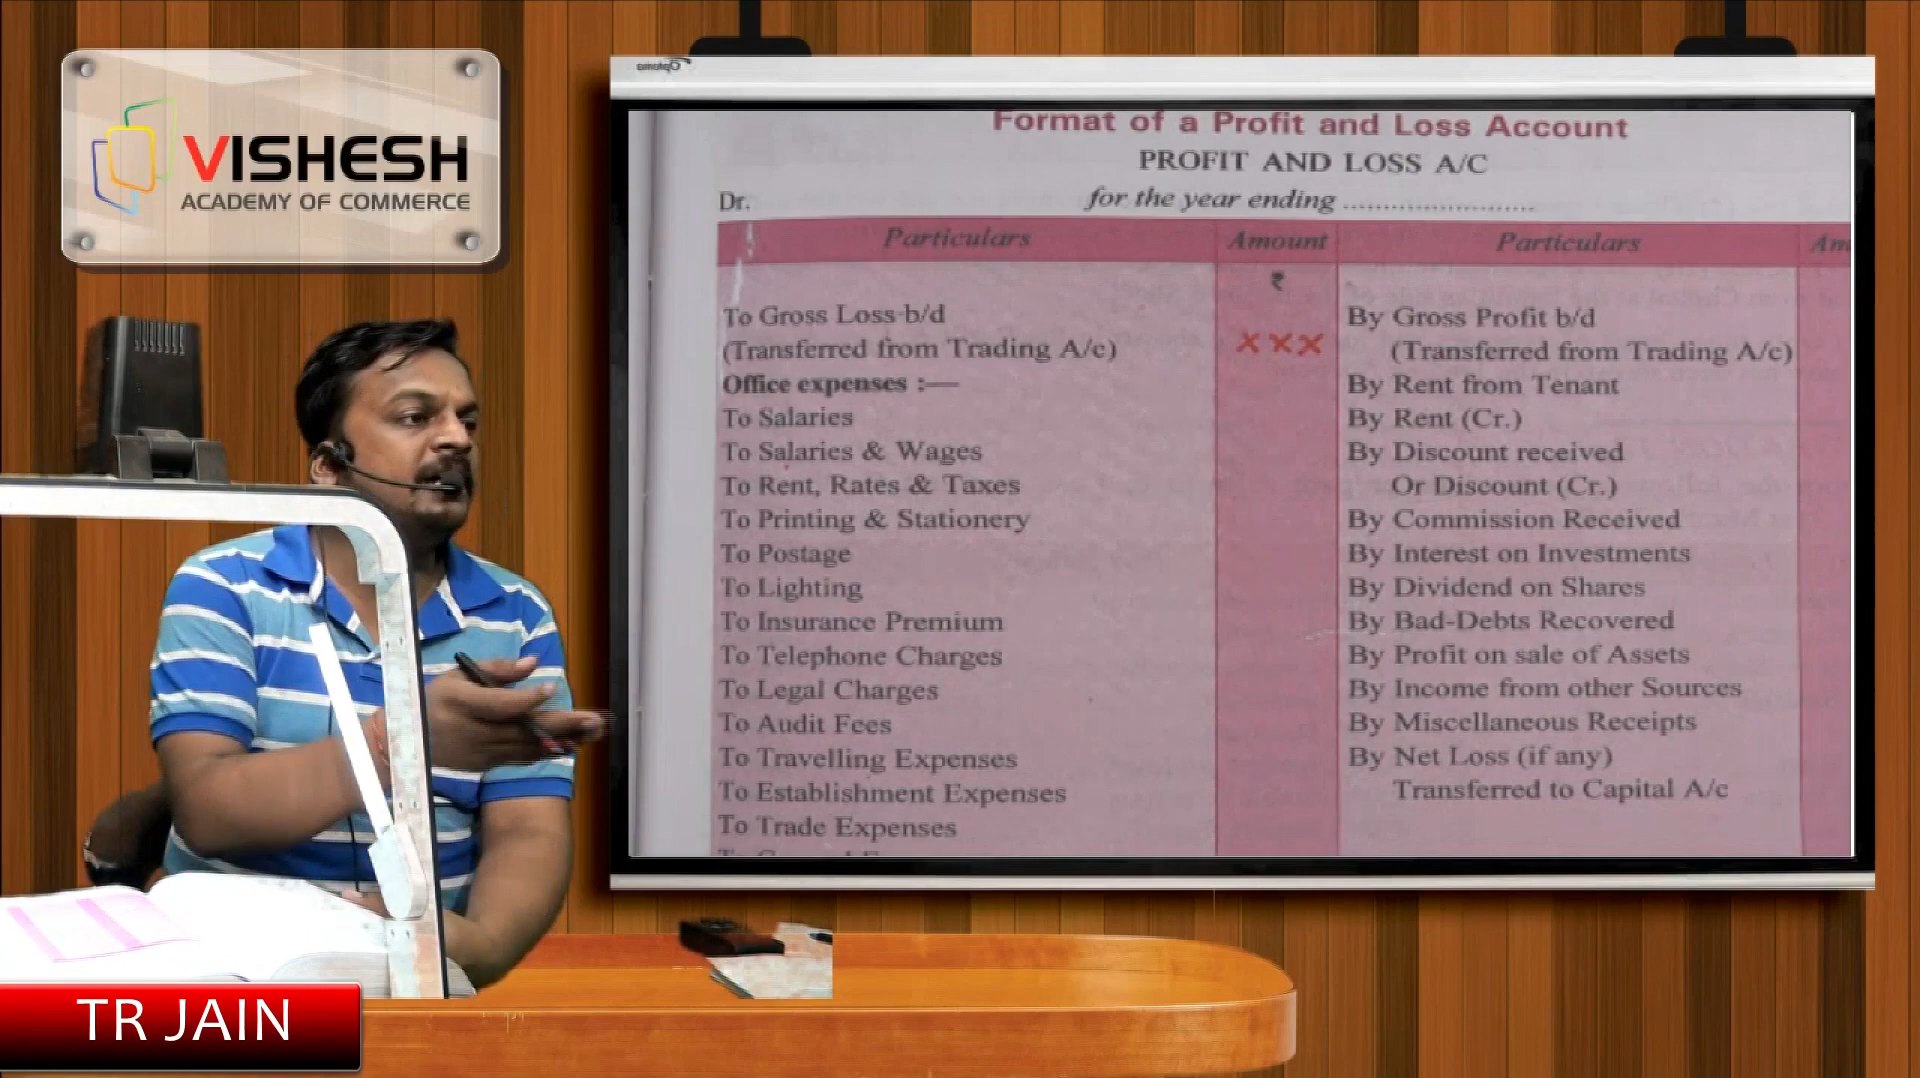 VISHESH
ACADEMY OF COMMERCE
Optoma
Format of a Profit and Loss Account
PROFIT AND LOSS A/C
Dr.
for the year ending ........................
Particulars Amount Particulars Am
₹
To Gross Loss b/d
(Transferred from Trading A/c) ×××
Office expenses :—
To Salaries
To Salaries & Wages
To Rent, Rates & Taxes
To Printing & Stationery
To Postage
To Lighting
To Insurance Premium
To Telephone Charges
To Legal Charges
To Audit Fees
To Travelling Expenses
To Establishment Expenses
To Trade Expenses
By Gross Profit b/d
(Transferred from Trading A/c)
By Rent from Tenant
By Rent (Cr.)
By Discount received
Or Discount (Cr.)
By Commission Received
By Interest on Investments
By Dividend on Shares
By Bad-Debts Recovered
By Profit on sale of Assets
By Income from other Sources
By Miscellaneous Receipts
By Net Loss (if any)
Transferred to Capital A/c
TR JAIN